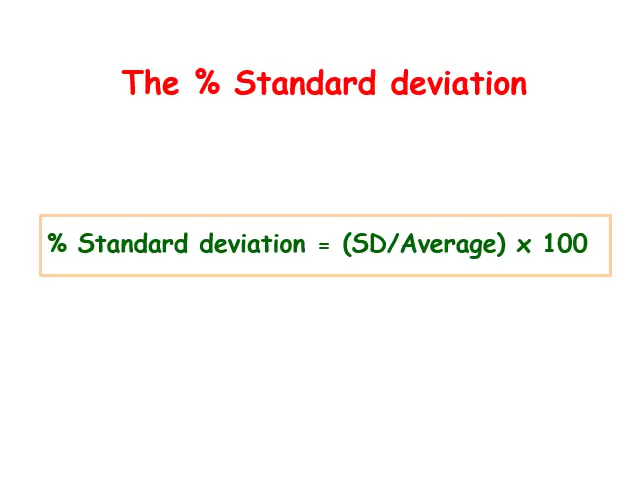 The % Standard deviation
% Standard deviation = (SD/Average) x 100